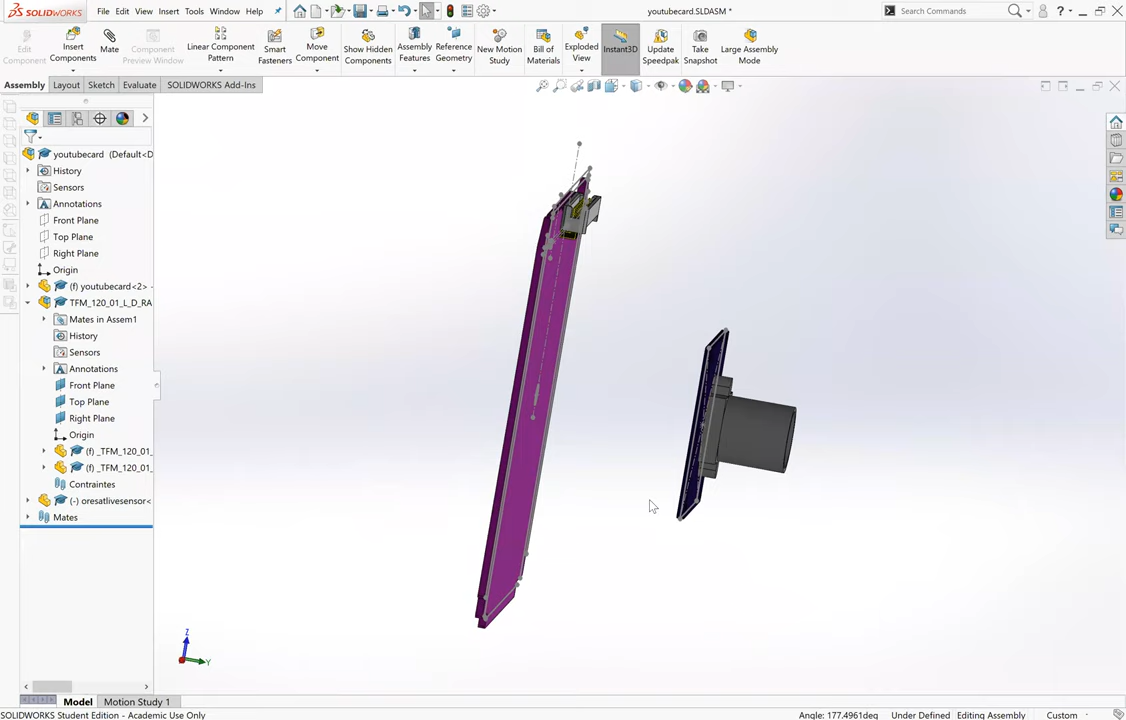 SOLIDWORKS
File
Edit
View
Insert
Tools
Window
Help
youtubecard.SLDASM *
Search Commands
Edit
Component
Insert
Components
Mate
Component
Preview Window
Linear Component
Pattern
Smart
Fasteners
Move
Component
Show Hidden
Components
Assembly
Features
Reference
Geometry
New Motion
Study
Bill of
Materials
Exploded
View
Instant3D
Update
Speedpak
Take
Snapshot
Large Assembly
Mode
Assembly
Layout
Sketch
Evaluate
SOLIDWORKS Add-Ins
youtubecard (Default<D
History
Sensors
Annotations
Front Plane
Top Plane
Right Plane
Origin
(f) youtubecard<2> -
TFM_120_01_L_D_RA
Mates in Assem1
History
Sensors
Annotations
Front Plane
Top Plane
Right Plane
Origin
(f) _TFM_120_01_
(f) _TFM_120_01_
Contraintes
(-) oresatlivesensor<
Mates
Z
Y
Model
Motion Study 1
SOLIDWORKS Student Edition - Academic Use Only
Angle: 177.4961deg
Under Defined
Editing Assembly
Custom